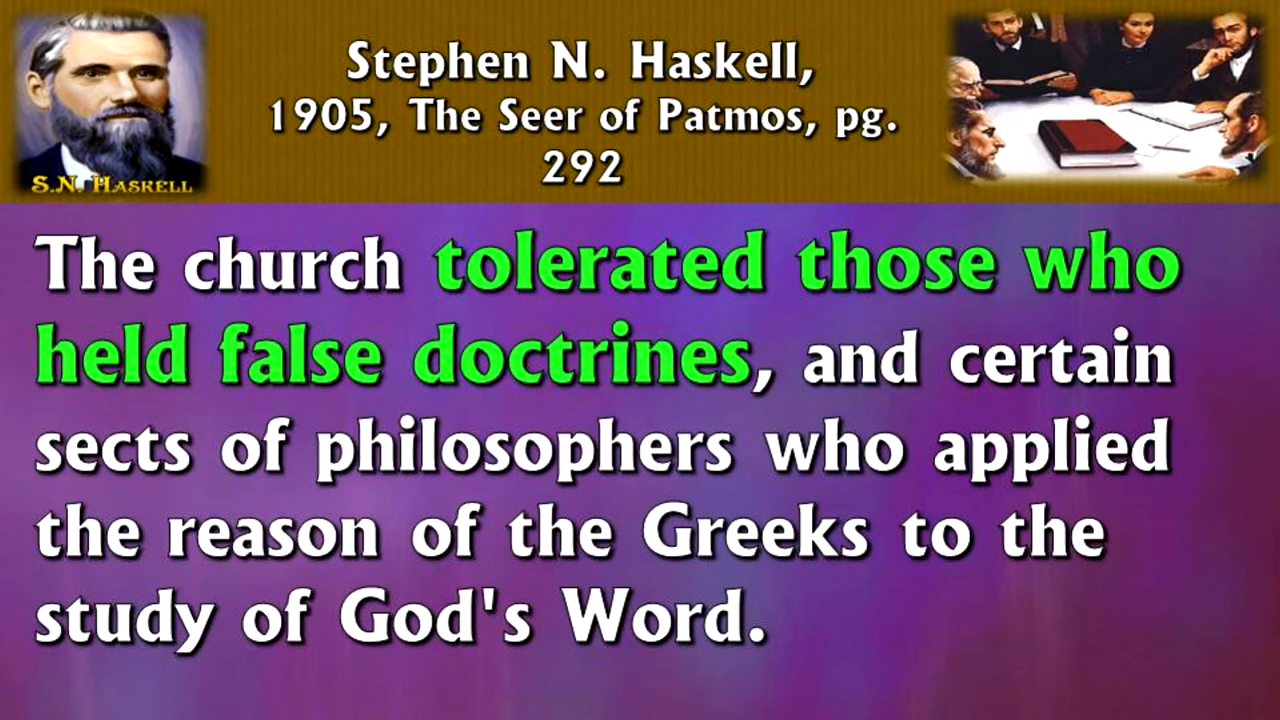 Stephen N. Haskell,
1905, The Seer of Patmos, pg.
292
S.N. HASKELL
The church tolerated those who
held false doctrines, and certain
sects of philosophers who applied
the reason of the Greeks to the
study of God's Word.